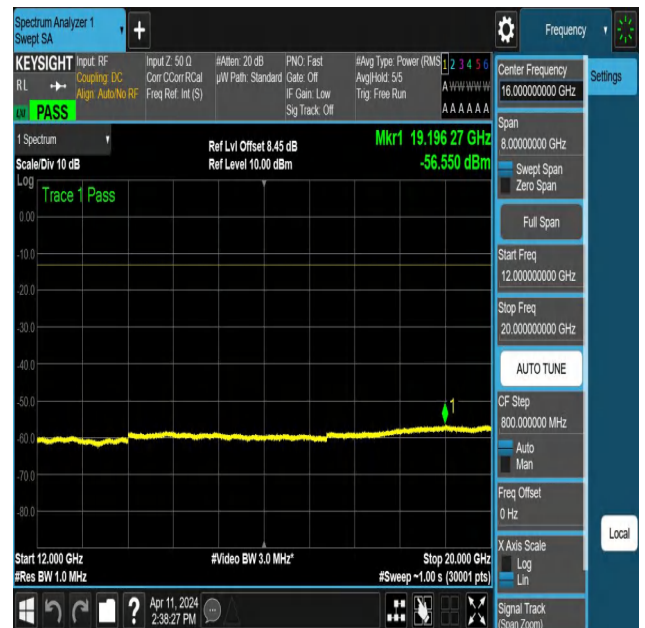 Spectrum Analyzer 1
Swept SA
+
Frequency
KEYSIGHT
RL
PASS
Input: RF
Coupling: DC
Align: Auto/No RF
Input Z: 50 Ω
Corr CCorr RCal
Freq Ref: Int (S)
#Atten: 20 dB
µW Path: Standard
PNO: Fast
Gate: Off
IF Gain: Low
Sig Track: Off
#Avg Type: Power (RMS
Avg|Hold: 5/5
Trig: Free Run
1 2 3 4 5 6
A W W W W W
A A A A A A
1 Spectrum
Scale/Div 10 dB
Log
Ref Lvl Offset 8.45 dB
Ref Level 10.00 dBm
Mkr1 19.196 27 GHz
-56.550 dBm
Trace 1 Pass
0.00
-10.0
-20.0
-30.0
-40.0
-50.0
-60.0
-70.0
-80.0
1
Start 12.000 GHz
#Res BW 1.0 MHz
#Video BW 3.0 MHz*
Stop 20.000 GHz
#Sweep ~1.00 s (30001 pts)
?
Apr 11, 2024
2:38:27 PM
Center Frequency
16.000000000 GHz
Settings
Span
8.00000000 GHz
Swept Span
Zero Span
Full Span
Start Freq
12.000000000 GHz
Stop Freq
20.000000000 GHz
AUTO TUNE
CF Step
800.000000 MHz
Auto
Man
Freq Offset
0 Hz
X Axis Scale
Log
Lin
Local
Signal Track
(Span Zoom)